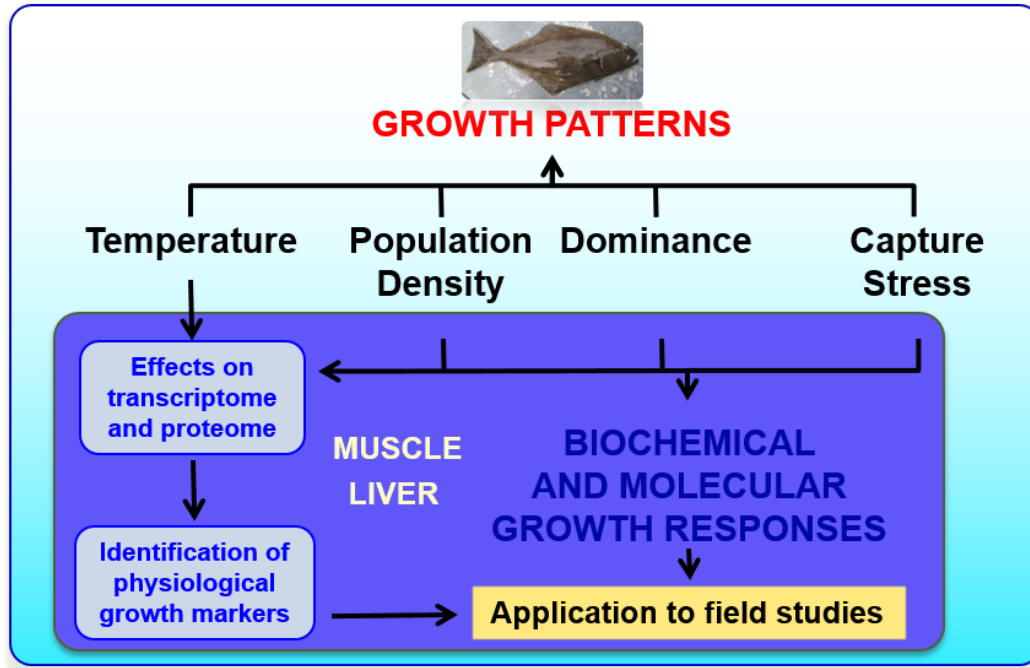 GROWTH PATTERNS
Temperature
Population
Density
Dominance
Capture
Stress
Effects on
transcriptome
and proteome
MUSCLE
LIVER
BIOCHEMICAL
AND MOLECULAR
GROWTH RESPONSES
Identification of
physiological
growth markers
Application to field studies